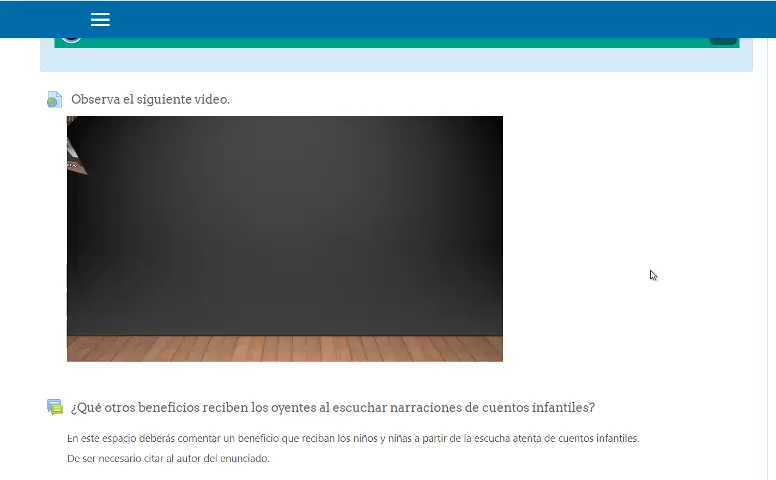 Observa el siguiente video.
¿Qué otros beneficios reciben los oyentes al escuchar narraciones de cuentos infantiles?
En este espacio deberás comentar un beneficio que reciban los niños y niñas a partir de la escucha atenta de cuentos infantiles.
De ser necesario citar al autor del enunciado.